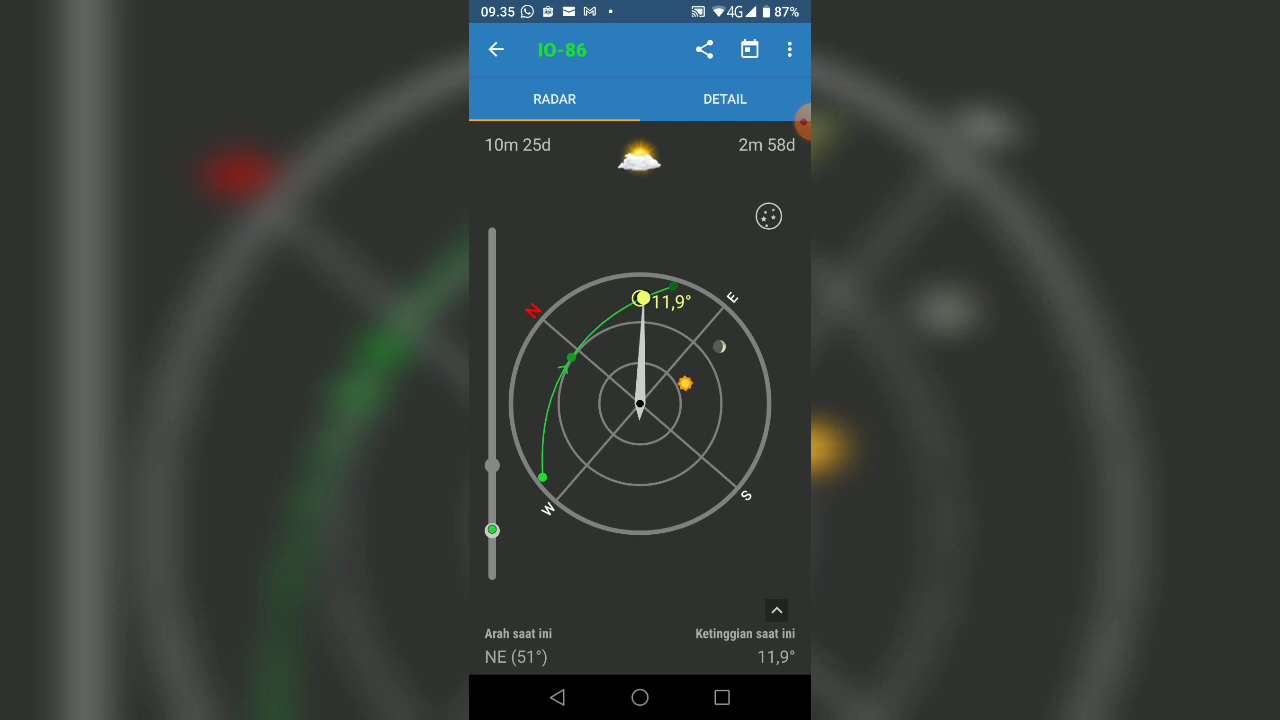 09.35 4G 87%
IO-86
RADAR DETAIL
10m 25d 2m 58d
N E
11,9°
W S
Arah saat ini Ketinggian saat ini
NE (51°) 11,9°